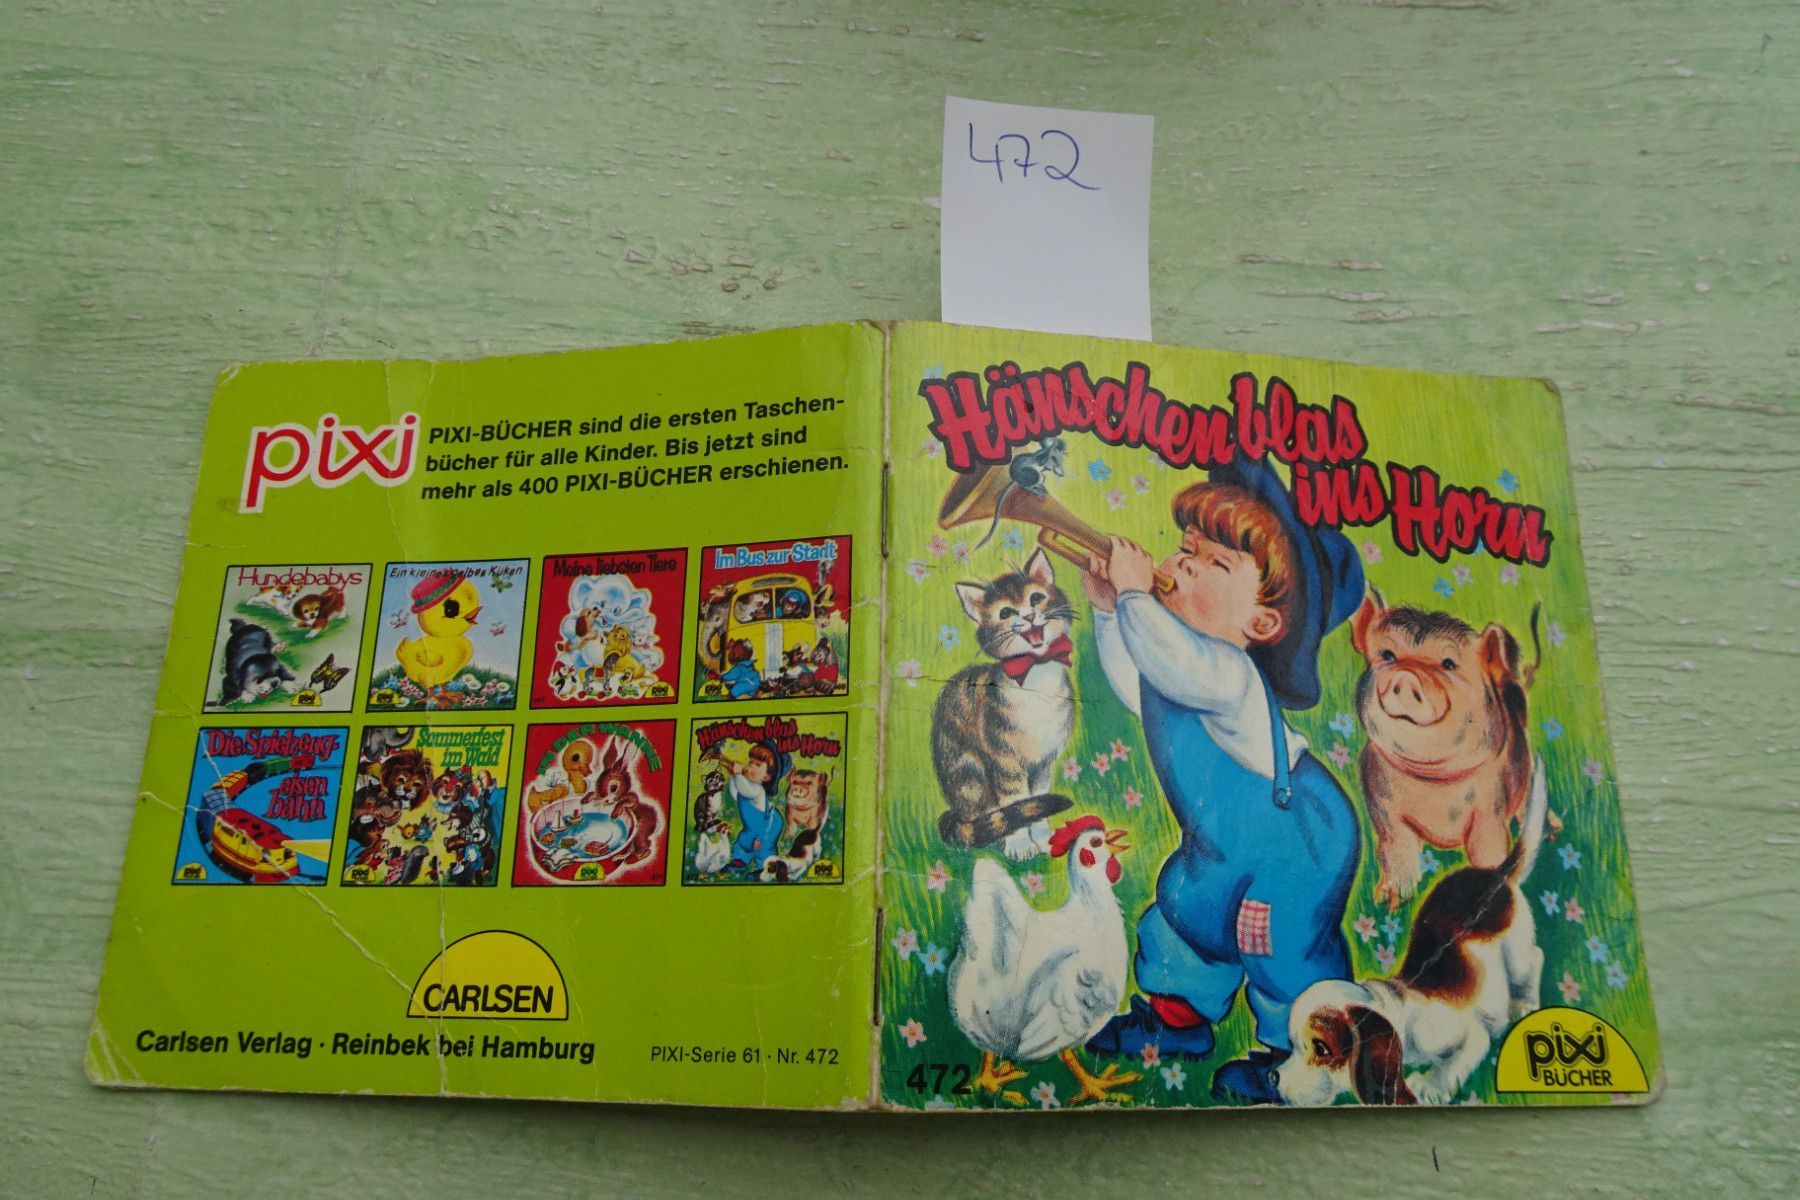 472
pixi
PIXI-BÜCHER sind die ersten Taschen-
bücher für alle Kinder. Bis jetzt sind
mehr als 400 PIXI-BÜCHER erschienen.
Hundebabys
Ein kleines gelbes Küken
Meine liebsten Tiere
Im Bus zur Stadt
Die Spielzeug-
eisen
bahn
Sommerfest
im Wald
IN DER WANNE
Hänschen blas
ins Horn
CARLSEN
Carlsen Verlag · Reinbek bei Hamburg
PIXI-Serie 61 · Nr. 472
Hänschen blas
ins Horn
472
pixi
BÜCHER